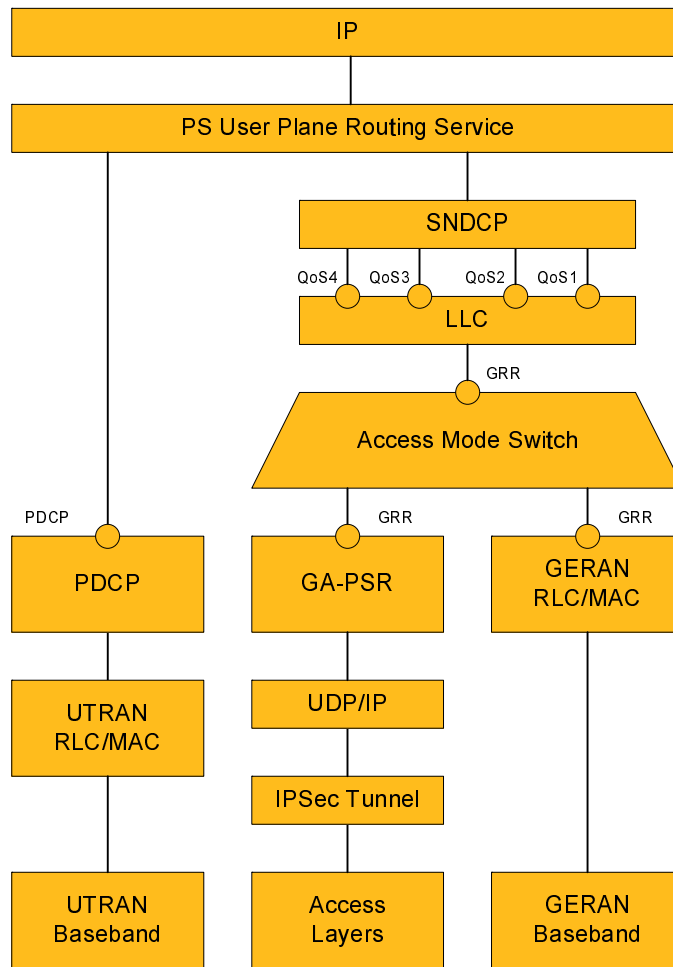 IP
PS User Plane Routing Service
SNDCP
QoS4 QoS3 QoS2 QoS1
LLC
GRR
Access Mode Switch
PDCP GRR GRR
PDCP
GA-PSR
GERAN
RLC/MAC
UTRAN
RLC/MAC
UDP/IP
IPSec Tunnel
UTRAN
Baseband
Access
Layers
GERAN
Baseband